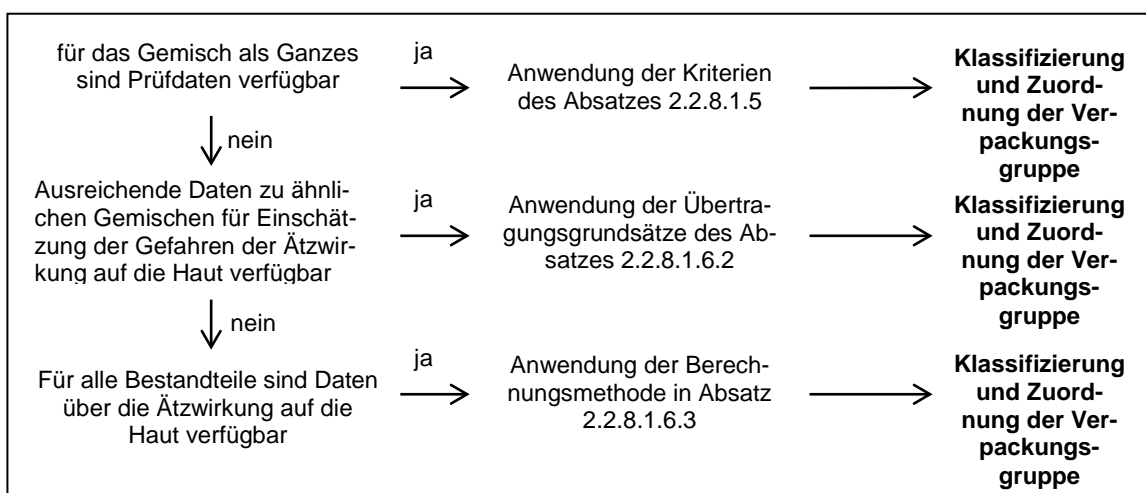 für das Gemisch als Ganzes
sind Prüfdaten verfügbar
ja
Anwendung der Kriterien
des Absatzes 2.2.8.1.5
Klassifizierung
und Zuord-
nung der Ver-
packungs-
gruppe
nein
Ausreichende Daten zu ähnli-
chen Gemischen für Einschät-
zung der Gefahren der Ätzwir-
kung auf die Haut verfügbar
ja
Anwendung der Übertra-
gungsgrundsätze des Ab-
satzes 2.2.8.1.6.2
Klassifizierung
und Zuord-
nung der Ver-
packungs-
gruppe
nein
Für alle Bestandteile sind Daten
über die Ätzwirkung auf die
Haut verfügbar
ja
Anwendung der Berech-
nungsmethode in Absatz
2.2.8.1.6.3
Klassifizierung
und Zuord-
nung der Ver-
packungs-
gruppe